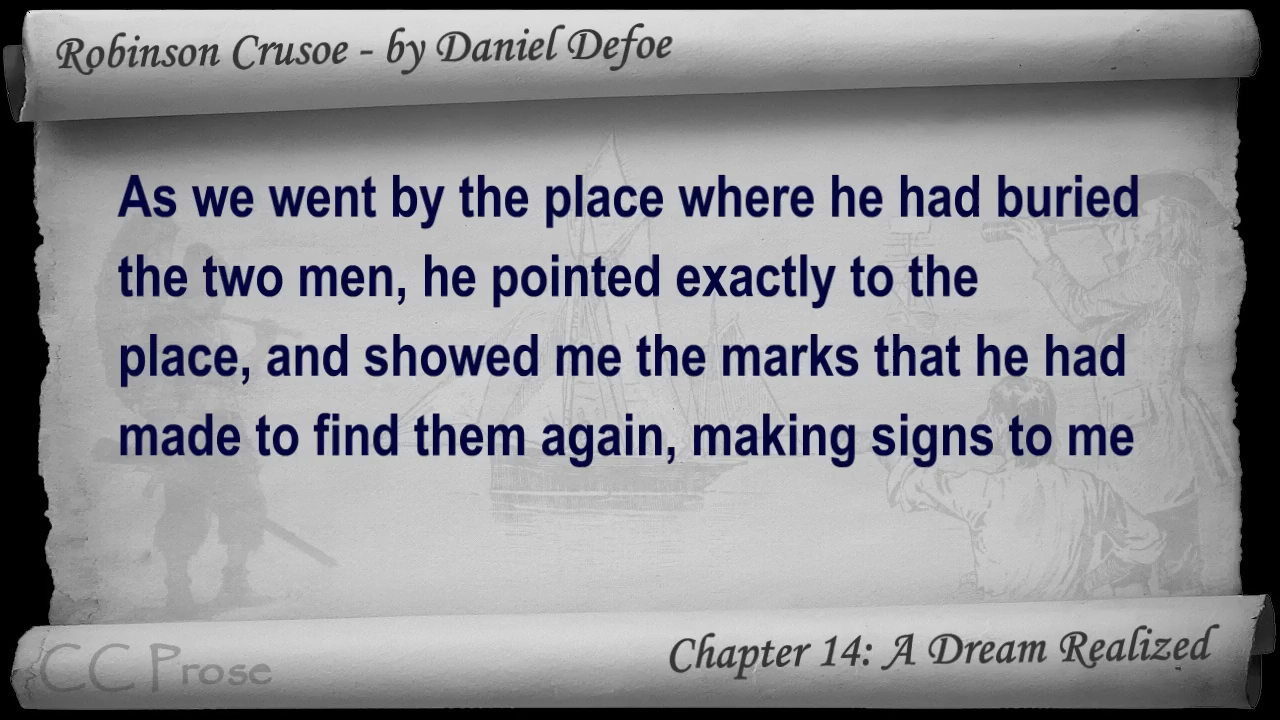 Robinson Crusoe - by Daniel Defoe
As we went by the place where he had buried
the two men, he pointed exactly to the
place, and showed me the marks that he had
made to find them again, making signs to me
CC Prose
Chapter 14: A Dream Realized